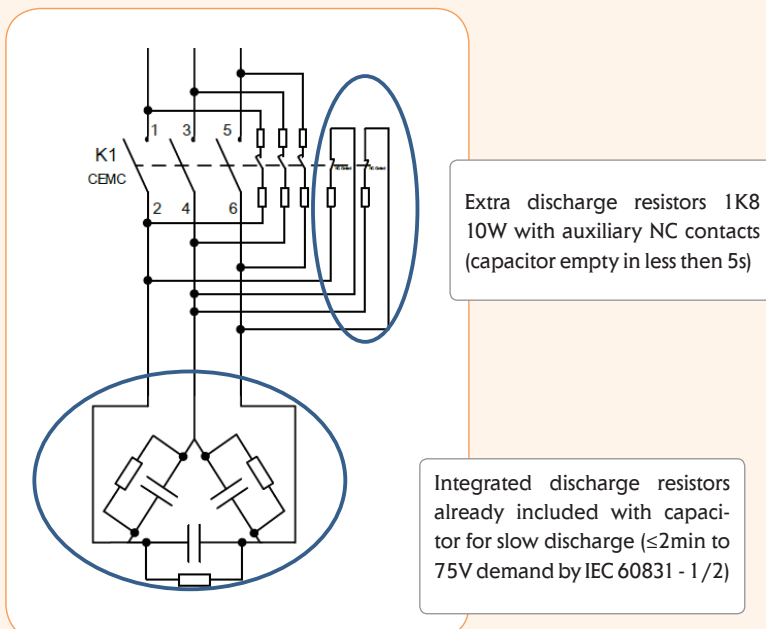 1 3 5
K1
CEMC
2 4 6
Extra discharge resistors 1K8
10W with auxiliary NC contacts
(capacitor empty in less then 5s)
Integrated discharge resistors
already included with capaci-
tor for slow discharge (≤2min to
75V demand by IEC 60831 - 1/2)